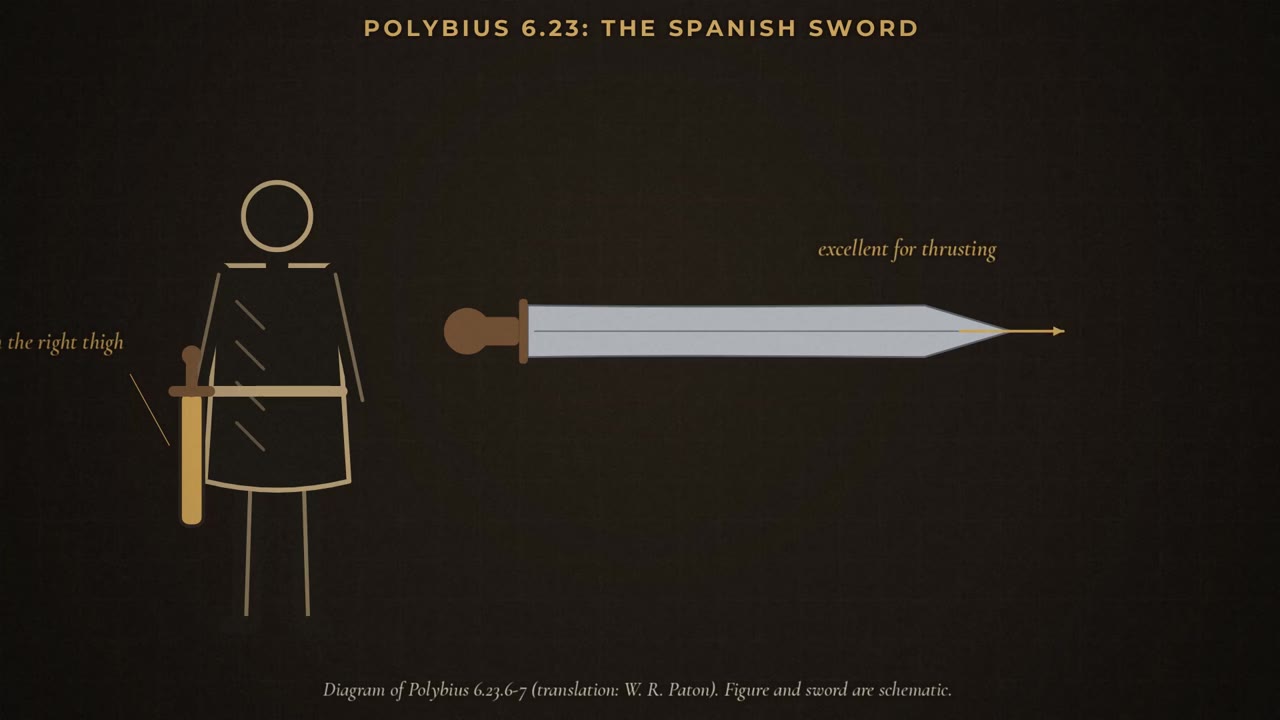 POLYBIUS 6.23: THE SPANISH SWORD
excellent for thrusting
the right thigh
Diagram of Polybius 6.23.6-7 (translation: W. R. Paton). Figure and sword are schematic.